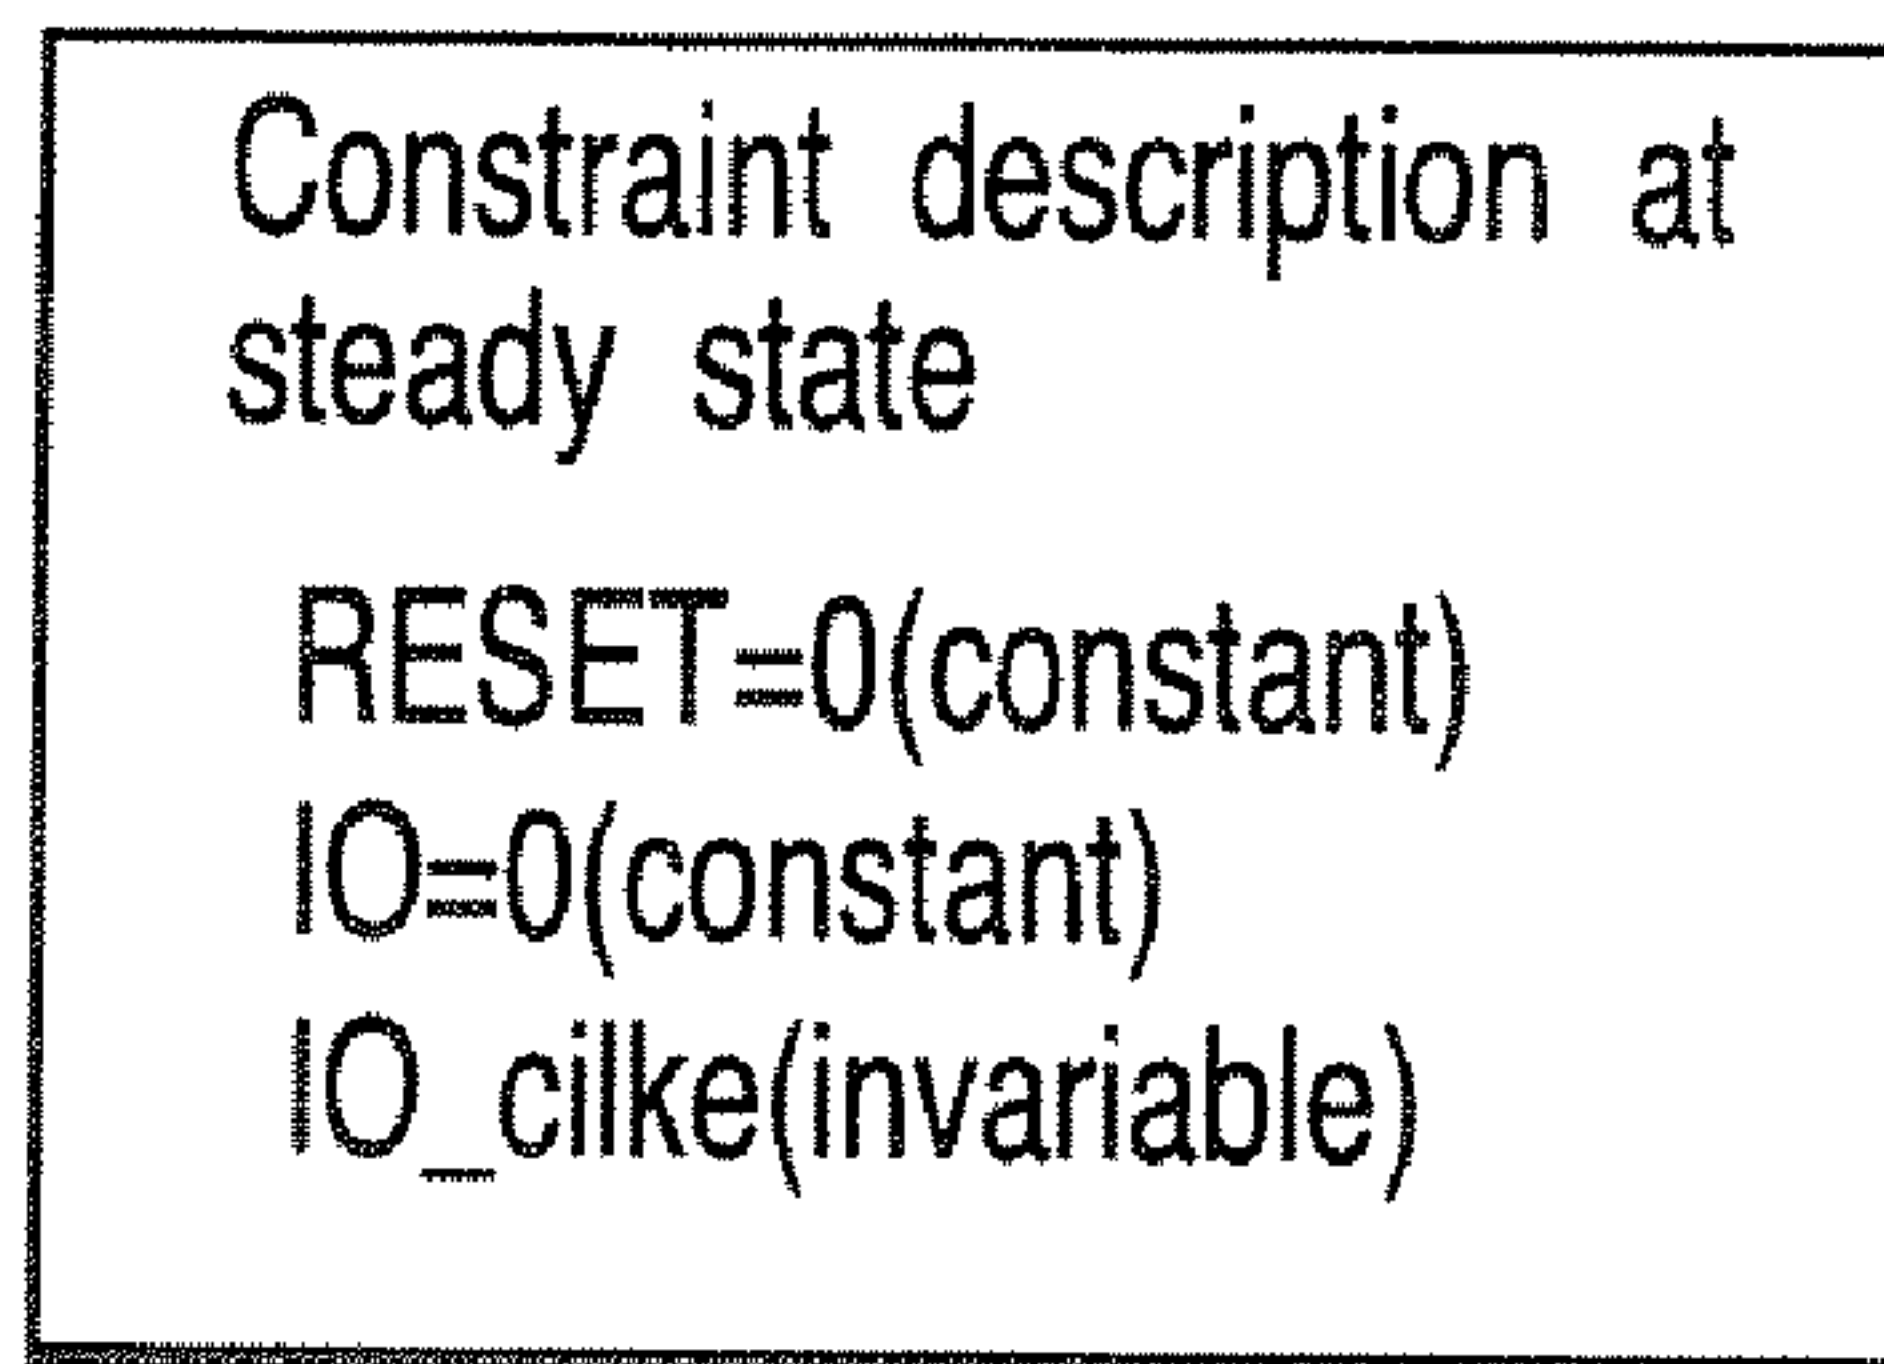 Constraint description at
steady state
RESET=0(constant)
IO=0(constant)
IO_cilke(invariable)